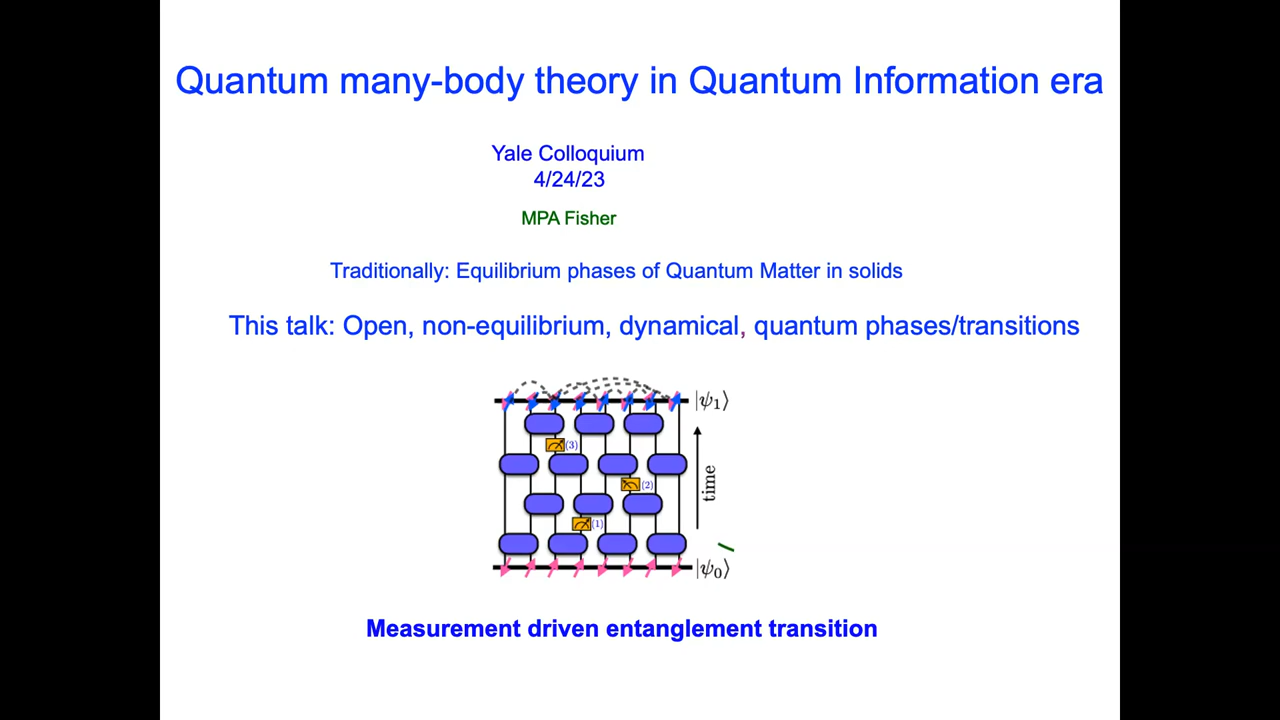 Quantum many-body theory in Quantum Information era
Yale Colloquium
4/24/23
MPA Fisher
Traditionally: Equilibrium phases of Quantum Matter in solids
This talk: Open, non-equilibrium, dynamical, quantum phases/transitions
|ψ₁⟩
(3)
(2)
time
(1)
|ψ₀⟩
Measurement driven entanglement transition